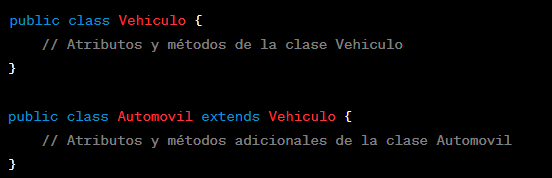 public class Vehiculo {
// Atributos y métodos de la clase Vehiculo
}
public class Automovil extends Vehiculo {
// Atributos y métodos adicionales de la clase Automovil
}